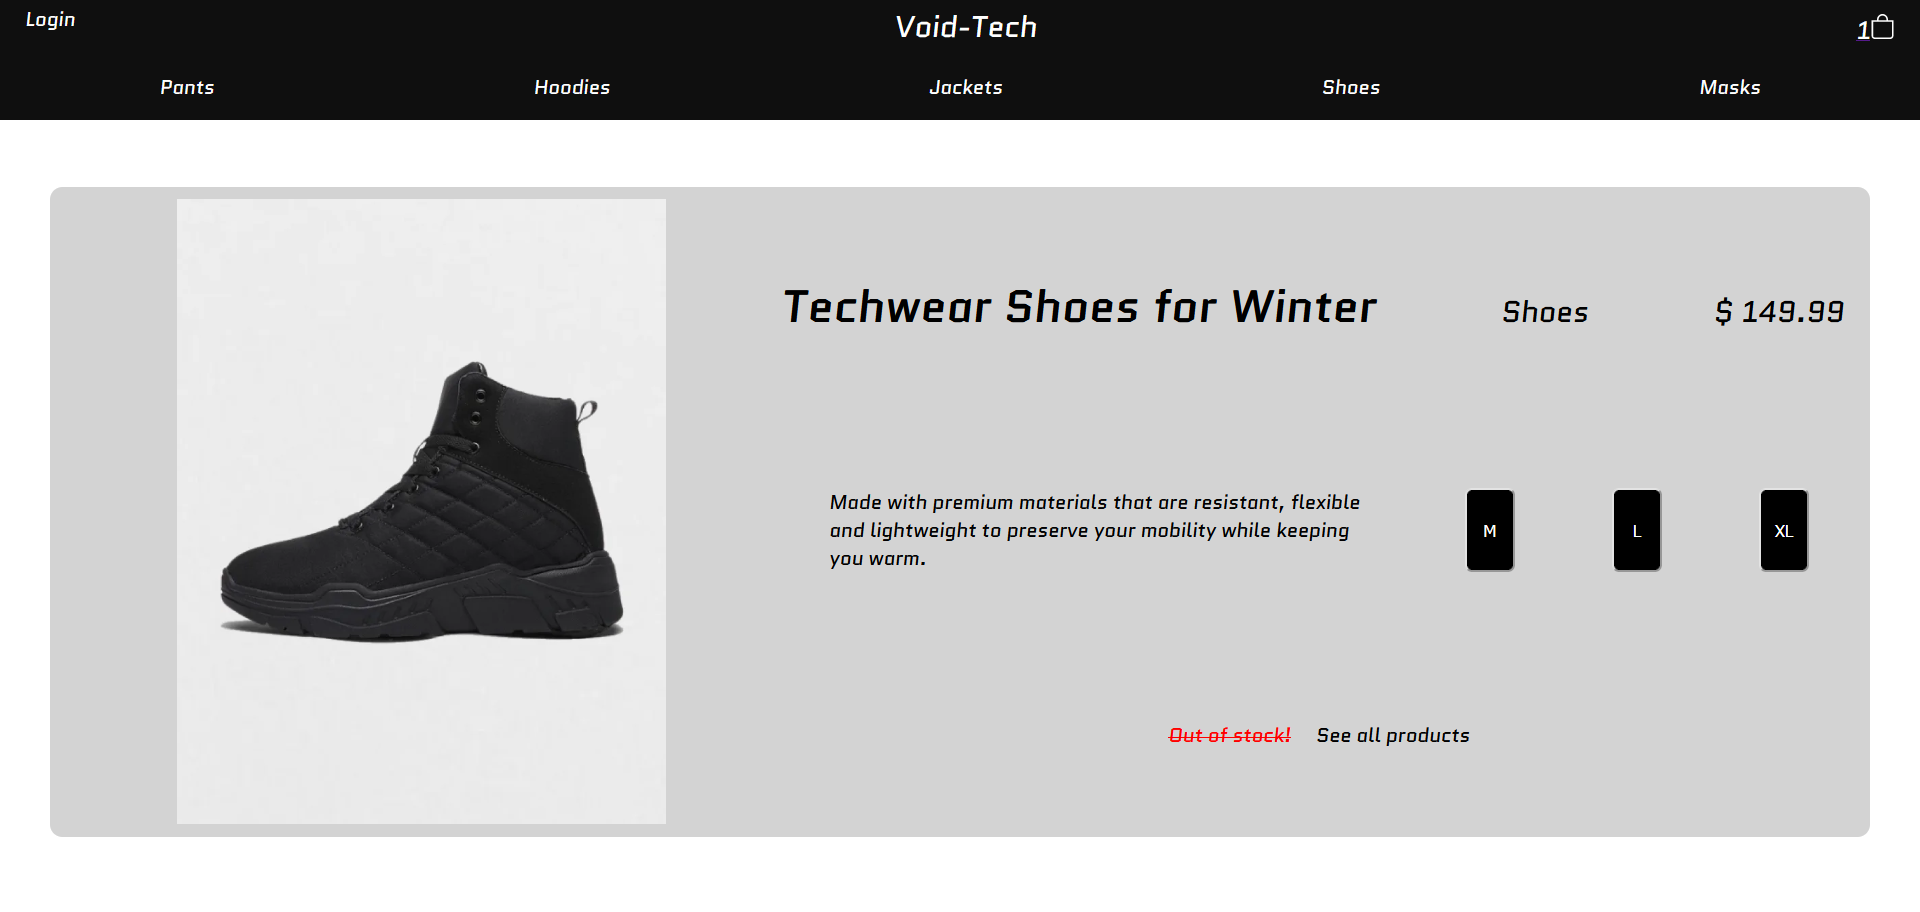 Login
Void-Tech
1
Pants
Hoodies
Jackets
Shoes
Masks
Techwear Shoes for Winter
Shoes
$ 149.99
Made with premium materials that are resistant, flexible
and lightweight to preserve your mobility while keeping
you warm.
M
L
XL
Out of stock!
See all products